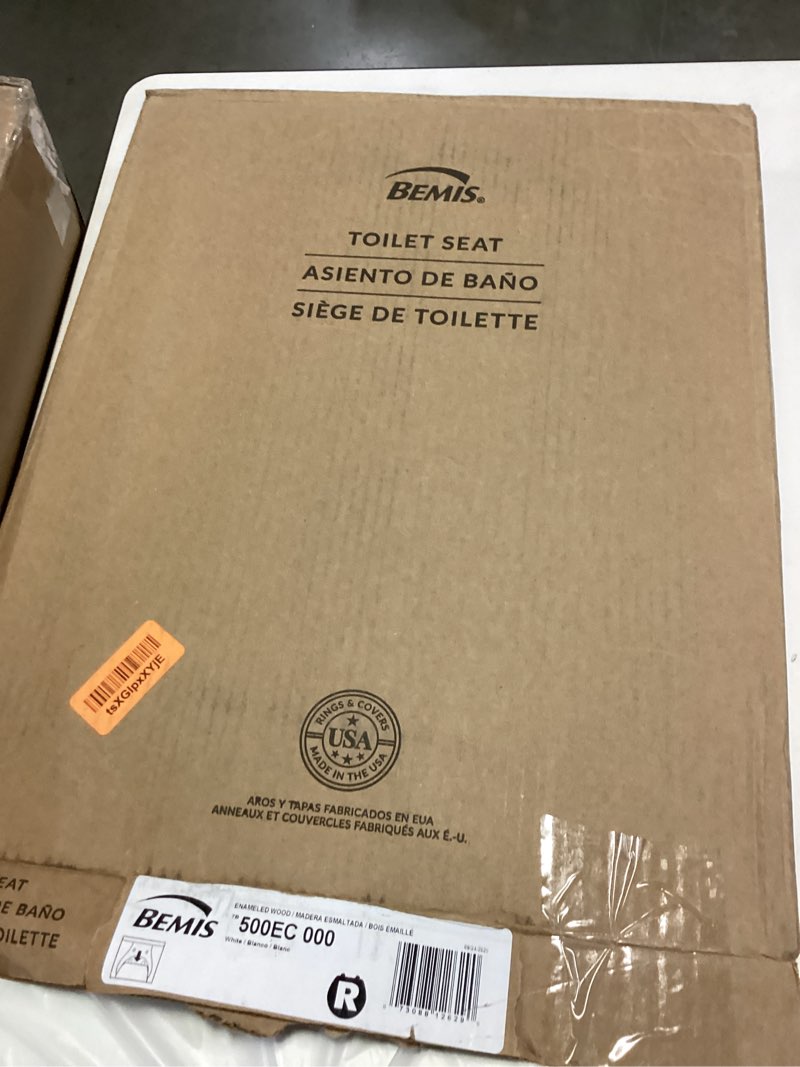 BEMIS®
TOILET SEAT
ASIENTO DE BAÑO
SIÈGE DE TOILETTE
tsXGlpxXYjE
RINGS & COVERS
USA
MADE IN THE USA
AROS Y TAPAS FABRICADOS EN EUA
ANNEAUX ET COUVERCLES FABRIQUÉS AUX É.-U.
EAT
E BAÑO
OILETTE
BEMIS
ENAMELED WOOD / MADERA ESMALTADA / BOIS EMAILLÉ
500EC 000
White / Blanco / Blanc
R